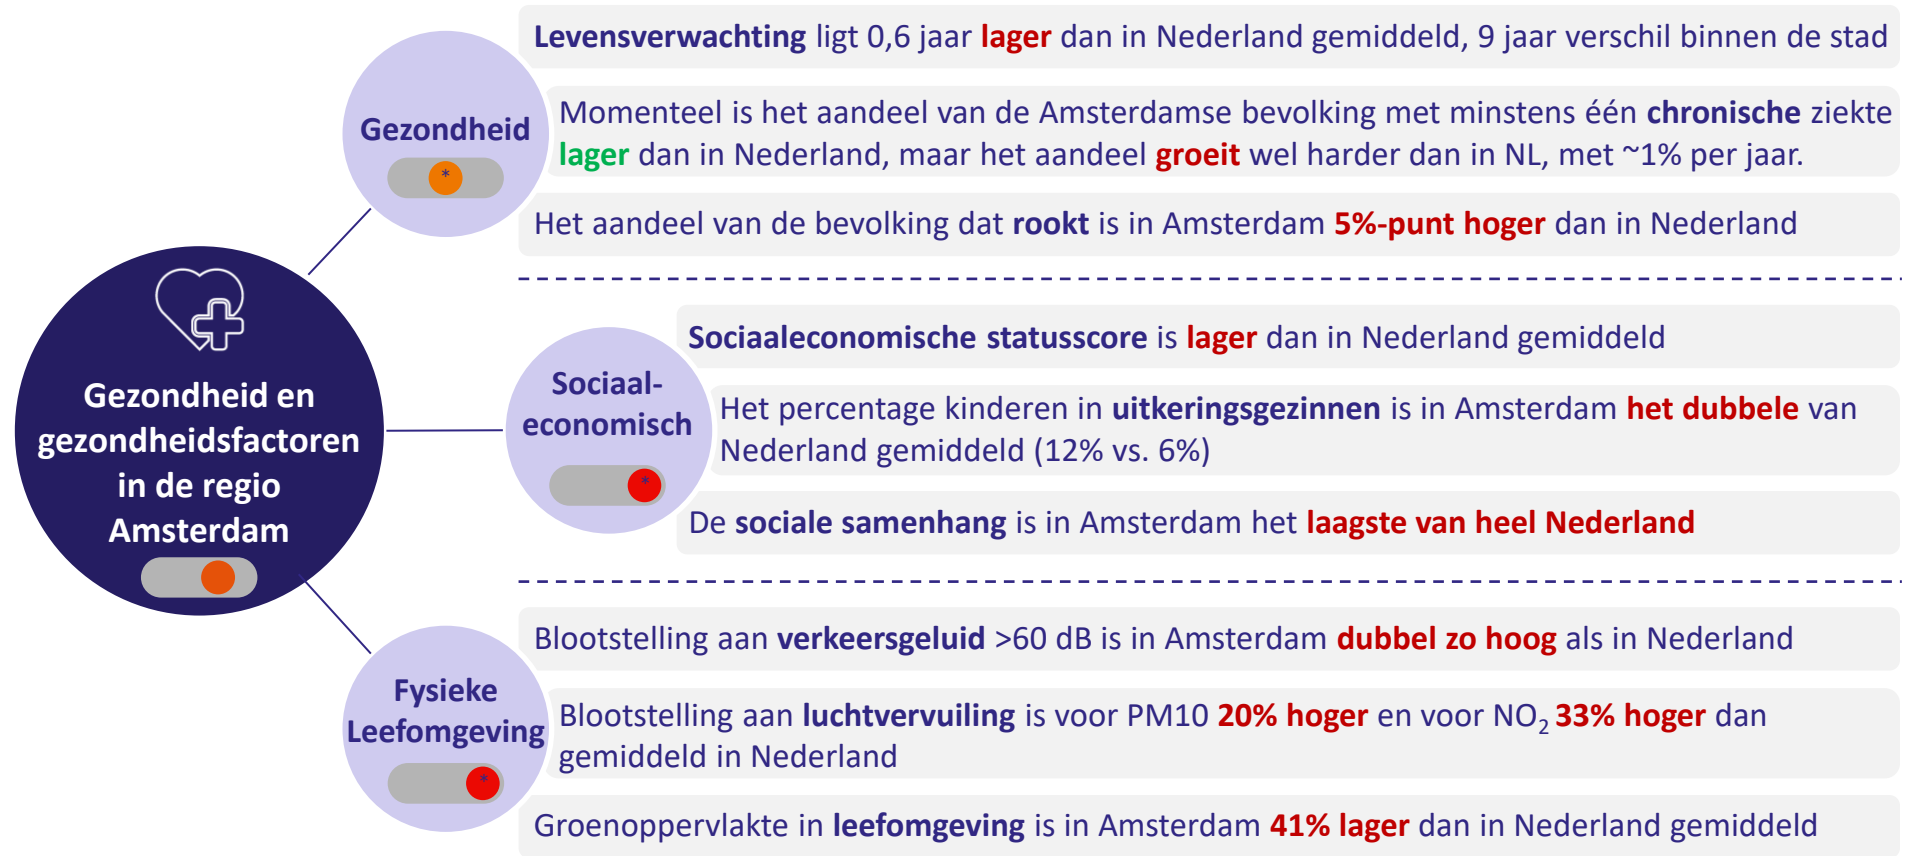 Levensverwachting ligt 0,6 jaar lager dan in Nederland gemiddeld, 9 jaar verschil binnen de stad
Gezondheid
*
Momenteel is het aandeel van de Amsterdamse bevolking met minstens één chronische ziekte
lager dan in Nederland, maar het aandeel groeit wel harder dan in NL, met ~1% per jaar.
Het aandeel van de bevolking dat rookt is in Amsterdam 5%-punt hoger dan in Nederland
Gezondheid en
gezondheidsfactoren
in de regio
Amsterdam
Sociaaleconomische statusscore is lager dan in Nederland gemiddeld
Sociaal-
economisch
*
Het percentage kinderen in uitkeringsgezinnen is in Amsterdam het dubbele van
Nederland gemiddeld (12% vs. 6%)
De sociale samenhang is in Amsterdam het laagste van heel Nederland
Blootstelling aan verkeersgeluid >60 dB is in Amsterdam dubbel zo hoog als in Nederland
Fysieke
Leefomgeving
*
Blootstelling aan luchtvervuiling is voor PM10 20% hoger en voor NO₂ 33% hoger dan
gemiddeld in Nederland
Groenoppervlakte in leefomgeving is in Amsterdam 41% lager dan in Nederland gemiddeld